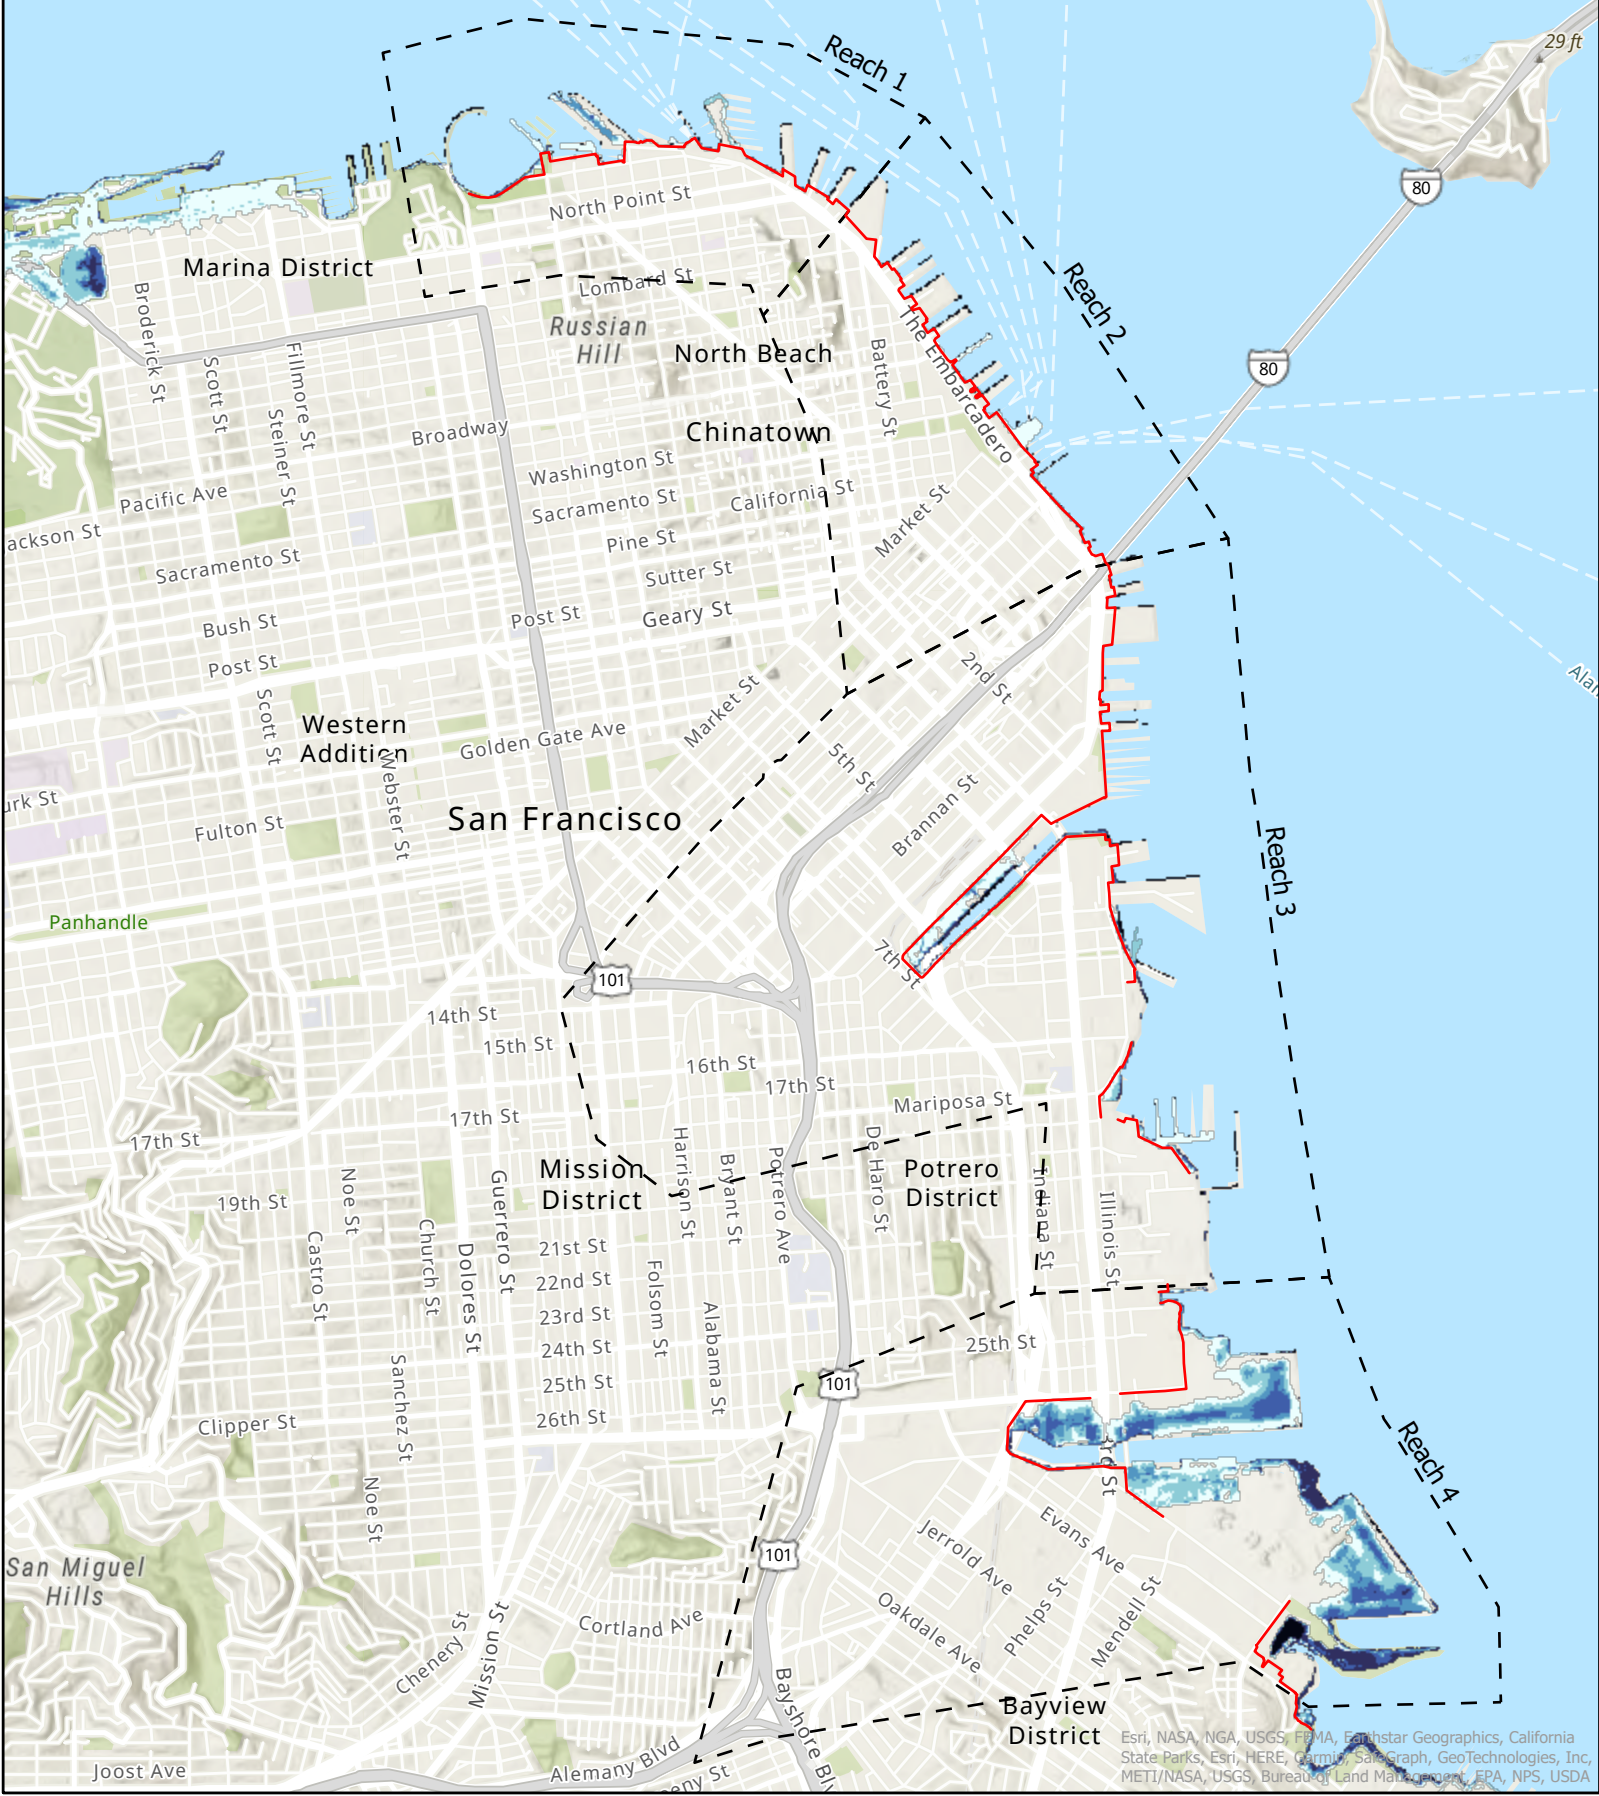 Reach 1
29 ft
80
North Point St
Marina District
Lombard St
Reach 2
Broderick St
Russian
Hill
The Embarcadero
Scott St
Fillmore St
North Beach
Battery St
80
Steiner St
Broadway
Chinatown
Washington St
Pacific Ave
Sacramento St
California St
Market St
ackson St
Pine St
Sacramento St
Sutter St
Bush St
Post St
Geary St
Post St
2nd St
Alam
Scott St
Market St
Western
Addition
Golden Gate Ave
5th St
Webster St
urk St
Fulton St
San Francisco
Brannan St
Reach 3
Panhandle
7th St
101
14th St
15th St
16th St
17th St
Mariposa St
17th St
17th St
Mission
District
Harrison St
Bryant St
Potrero Ave
De Haro St
Potrero
District
Indiana St
Illinois St
19th St
Noe St
Guerrero St
Castro St
Church St
Dolores St
21st St
22nd St
23rd St
24th St
25th St
26th St
Folsom St
Alabama St
25th St
101
Sanchez St
Clipper St
Noe St
rd St
Reach 4
Evans Ave
Jerrold Ave
101
San Miguel
Hills
Phelps St
Mendell St
Oakdale Ave
Cortland Ave
Chenery St
Mission St
Bayshore Blv
Bayview
District
Alemany Blvd
Joost Ave
eny St
Esri, NASA, NGA, USGS, FEMA, Earthstar Geographics, California
State Parks, Esri, HERE, Garmin, SafeGraph, GeoTechnologies, Inc,
METI/NASA, USGS, Bureau of Land Management, EPA, NPS, USDA